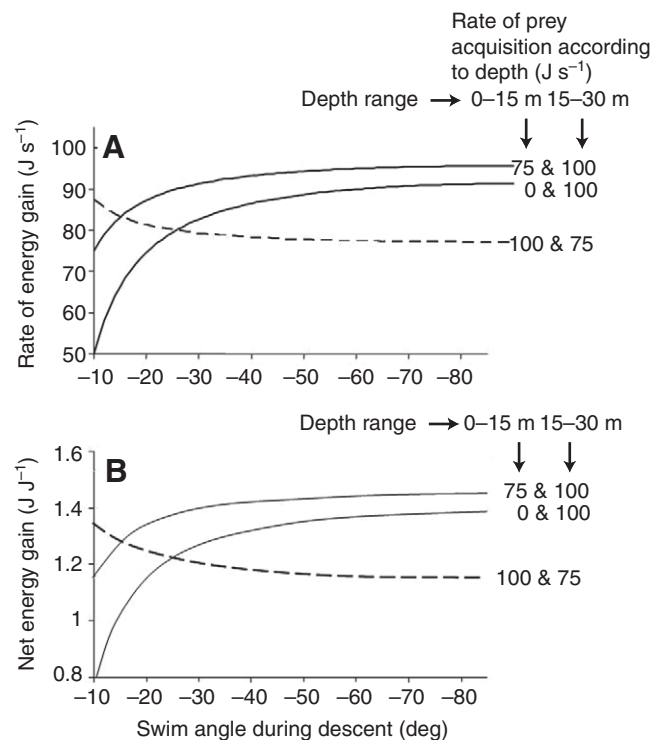 Rate of prey
acquisition according
to depth (J s⁻¹)
Depth range → 0–15 m 15–30 m
A
100
90
80
70
60
50
Rate of energy gain (J s⁻¹)
75 & 100
0 & 100
100 & 75
–10 –20 –30 –40 –50 –60 –70 –80
Depth range → 0–15 m 15–30 m
B
1.6
1.4
1.2
1
0.8
Net energy gain (J J⁻¹)
75 & 100
0 & 100
100 & 75
–10 –20 –30 –40 –50 –60 –70 –80
Swim angle during descent (deg)